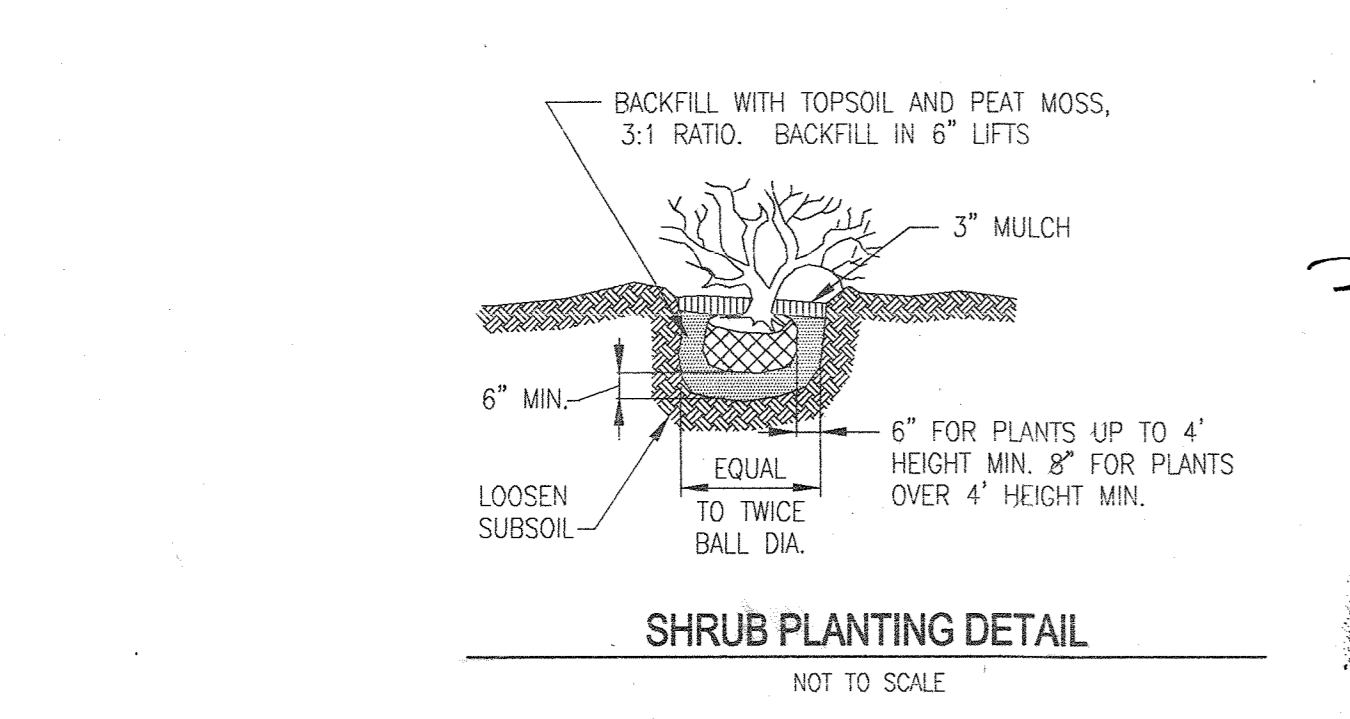 BACKFILL WITH TOPSOIL AND PEAT MOSS,
3:1 RATIO. BACKFILL IN 6" LIFTS
3" MULCH
6" MIN.
6" FOR PLANTS UP TO 4'
HEIGHT MIN. 8" FOR PLANTS
OVER 4' HEIGHT MIN.
EQUAL
TO TWICE
BALL DIA.
LOOSEN
SUBSOIL
SHRUB PLANTING DETAIL
NOT TO SCALE